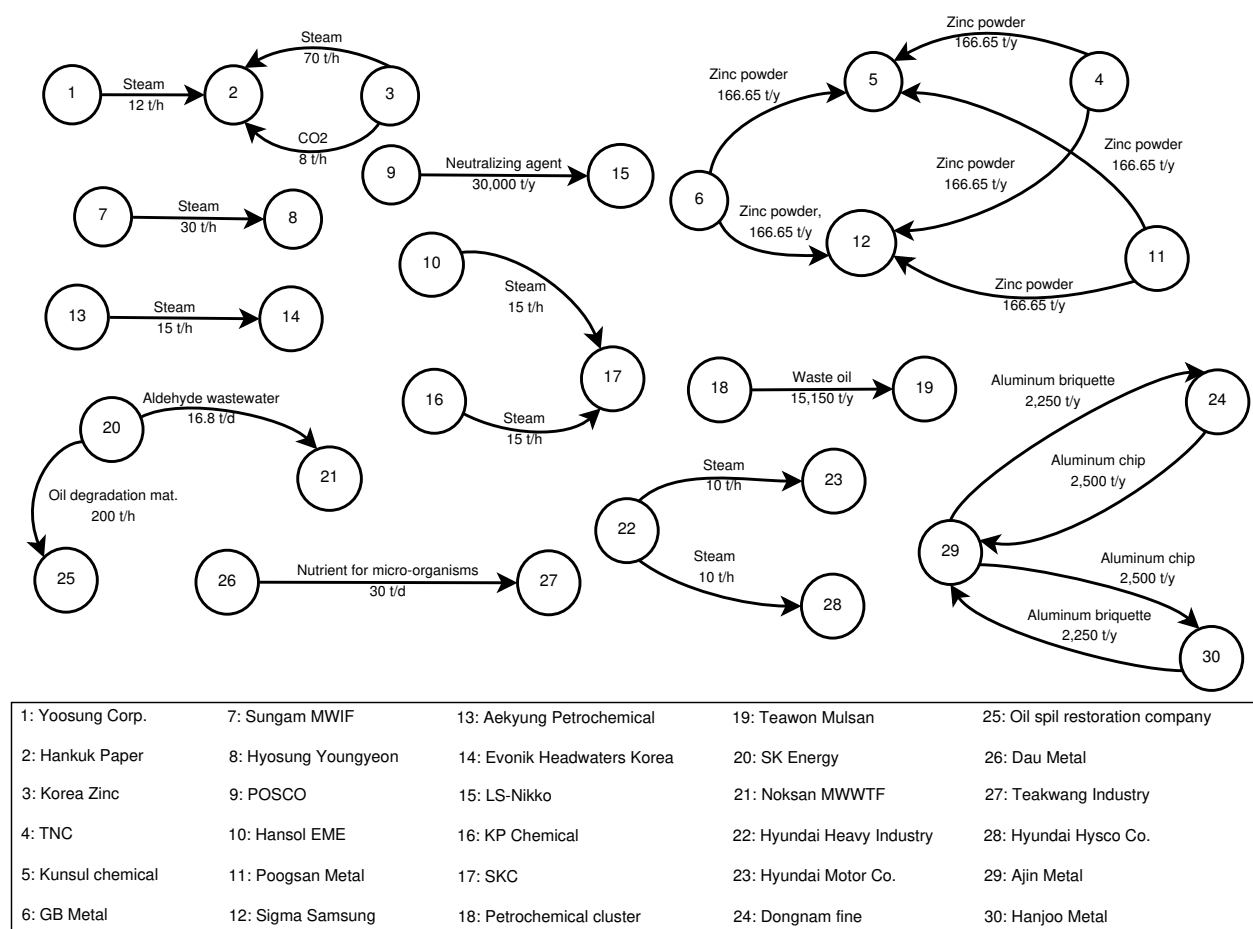 Steam
70 t/h
1
Steam
12 t/h
2
3
CO2
8 t/h
Zinc powder
166.65 t/y
Zinc powder
166.65 t/y
5
4
Zinc powder
166.65 t/y
Zinc powder
166.65 t/y
9
Neutralizing agent
30,000 t/y
15
6
Zinc powder,
166.65 t/y
12
11
Zinc powder
166.65 t/y
7
Steam
30 t/h
8
10
Steam
15 t/h
13
Steam
15 t/h
14
17
16
Steam
15 t/h
18
Waste oil
15,150 t/y
19
Aluminum briquette
2,250 t/y
24
Aluminum chip
2,500 t/y
20
Aldehyde wastewater
16.8 t/d
21
Oil degradation mat.
200 t/h
25
Steam
10 t/h
23
22
Steam
10 t/h
28
26
Nutrient for micro-organisms
30 t/d
27
29
Aluminum chip
2,500 t/y
Aluminum briquette
2,250 t/y
30
1: Yoosung Corp.
2: Hankuk Paper
3: Korea Zinc
4: TNC
5: Kunsul chemical
6: GB Metal
7: Sungam MWIF
8: Hyosung Youngyeon
9: POSCO
10: Hansol EME
11: Poogsan Metal
12: Sigma Samsung
13: Aekyung Petrochemical
14: Evonik Headwaters Korea
15: LS-Nikko
16: KP Chemical
17: SKC
18: Petrochemical cluster
19: Teawon Mulsan
20: SK Energy
21: Noksan MWWTF
22: Hyundai Heavy Industry
23: Hyundai Motor Co.
24: Dongnam fine
25: Oil spil restoration company
26: Dau Metal
27: Teakwang Industry
28: Hyundai Hysco Co.
29: Ajin Metal
30: Hanjoo Metal